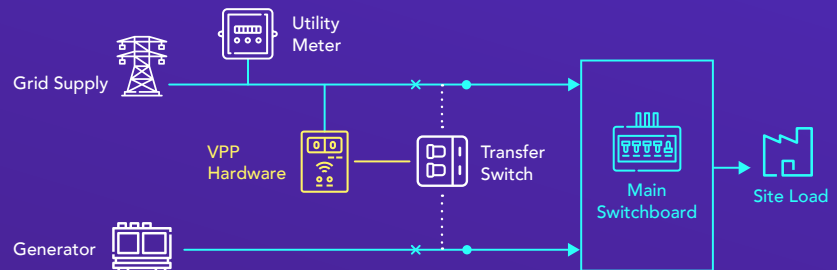 Utility
Meter
Grid Supply
VPP
Hardware
Transfer
Switch
Main
Switchboard
Site Load
Generator